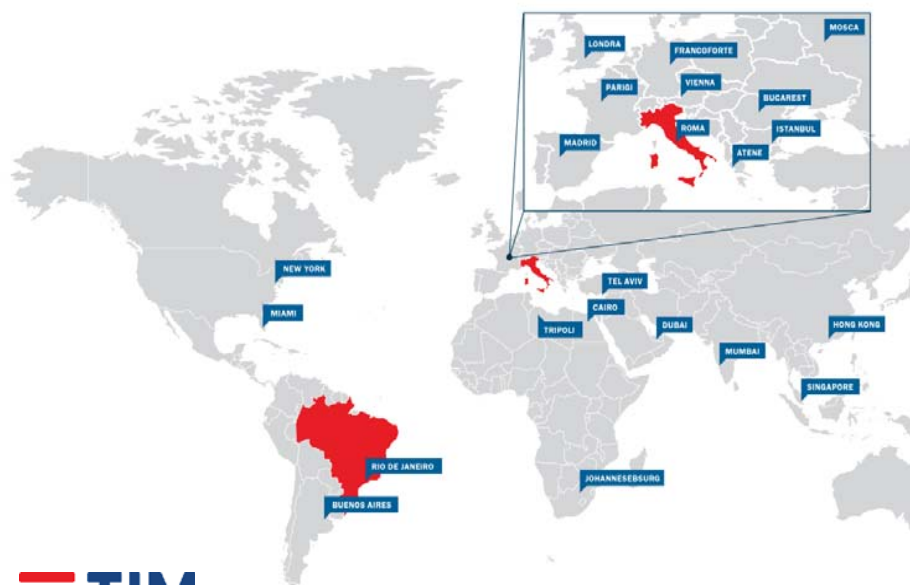 MOSCA
LONDRA
FRANCOFORTE
VIENNA
PARIGI
BUCAREST
ROMA
ISTANBUL
MADRID
ATENE
NEW YORK
TEL AVIV
MIAMI
CAIRO
TRIPOLI
DUBAI
HONG KONG
MUMBAI
SINGAPORE
RIO DE JANEIRO
JOHANNESEBSURG
BUENOS AIRES
TIM